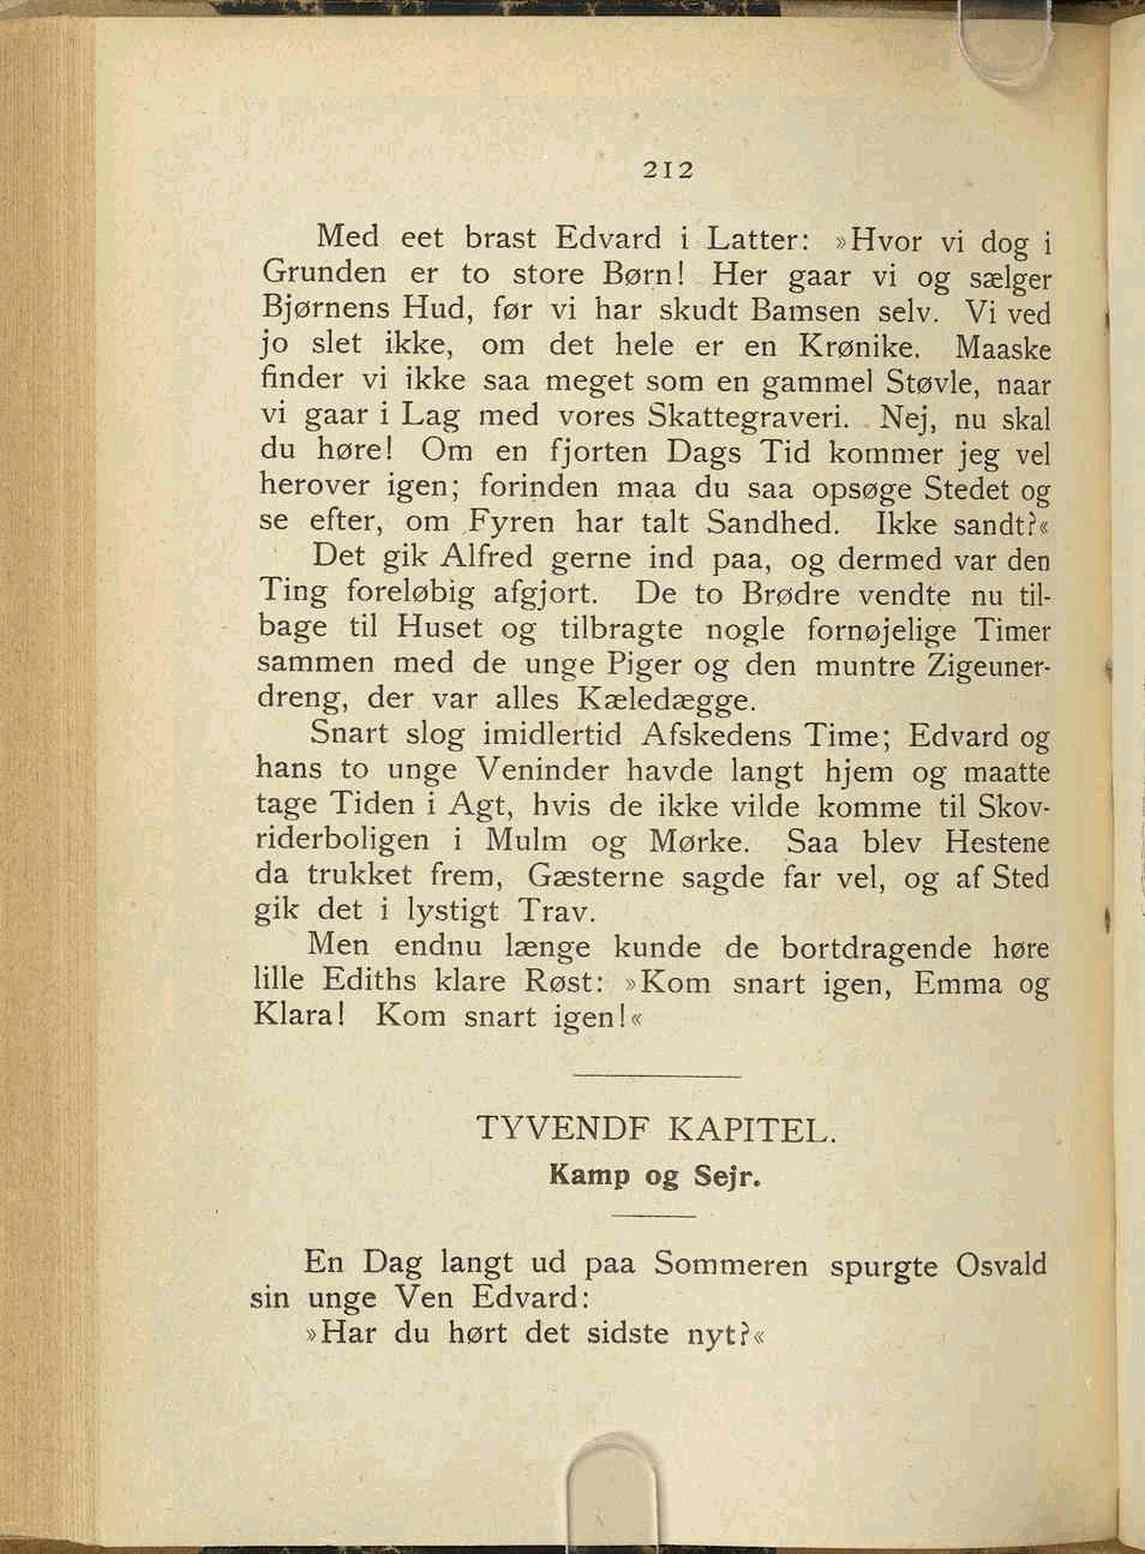 212
Med eet brast Edvard i Latter: »Hvor vi dog i
Grunden er to store Børn! Her gaar vi og sælger
Bjørnens Hud, før vi har skudt Bamsen selv. Vi ved
jo slet ikke, om det hele er en Krønike. Maaske
finder vi ikke saa meget som en gammel Støvle, naar
vi gaar i Lag med vores Skattegraveri. Nej, nu skal
du høre! Om en fjorten Dags Tid kommer jeg vel
herover igen; forinden maa du saa opsøge Stedet og
se efter, om Fyren har talt Sandhed. Ikke sandt?«
Det gik Alfred gerne ind paa, og dermed var den
Ting foreløbig afgjort. De to Brødre vendte nu til-
bage til Huset og tilbragte nogle fornøjelige Timer
sammen med de unge Piger og den muntre Zigeuner-
dreng, der var alles Kæledægge.
Snart slog imidlertid Afskedens Time; Edvard og
hans to unge Veninder havde langt hjem og maatte
tage Tiden i Agt, hvis de ikke vilde komme til Skov-
riderboligen i Mulm og Mørke. Saa blev Hestene
da trukket frem, Gæsterne sagde far vel, og af Sted
gik det i lystigt Trav.
Men endnu længe kunde de bortdragende høre
lille Ediths klare Røst: »Kom snart igen, Emma og
Klara! Kom snart igen!«
TYVENDF KAPITEL.
Kamp og Sejr.
En Dag langt ud paa Sommeren spurgte Osvald
sin unge Ven Edvard:
»Har du hørt det sidste nyt?«